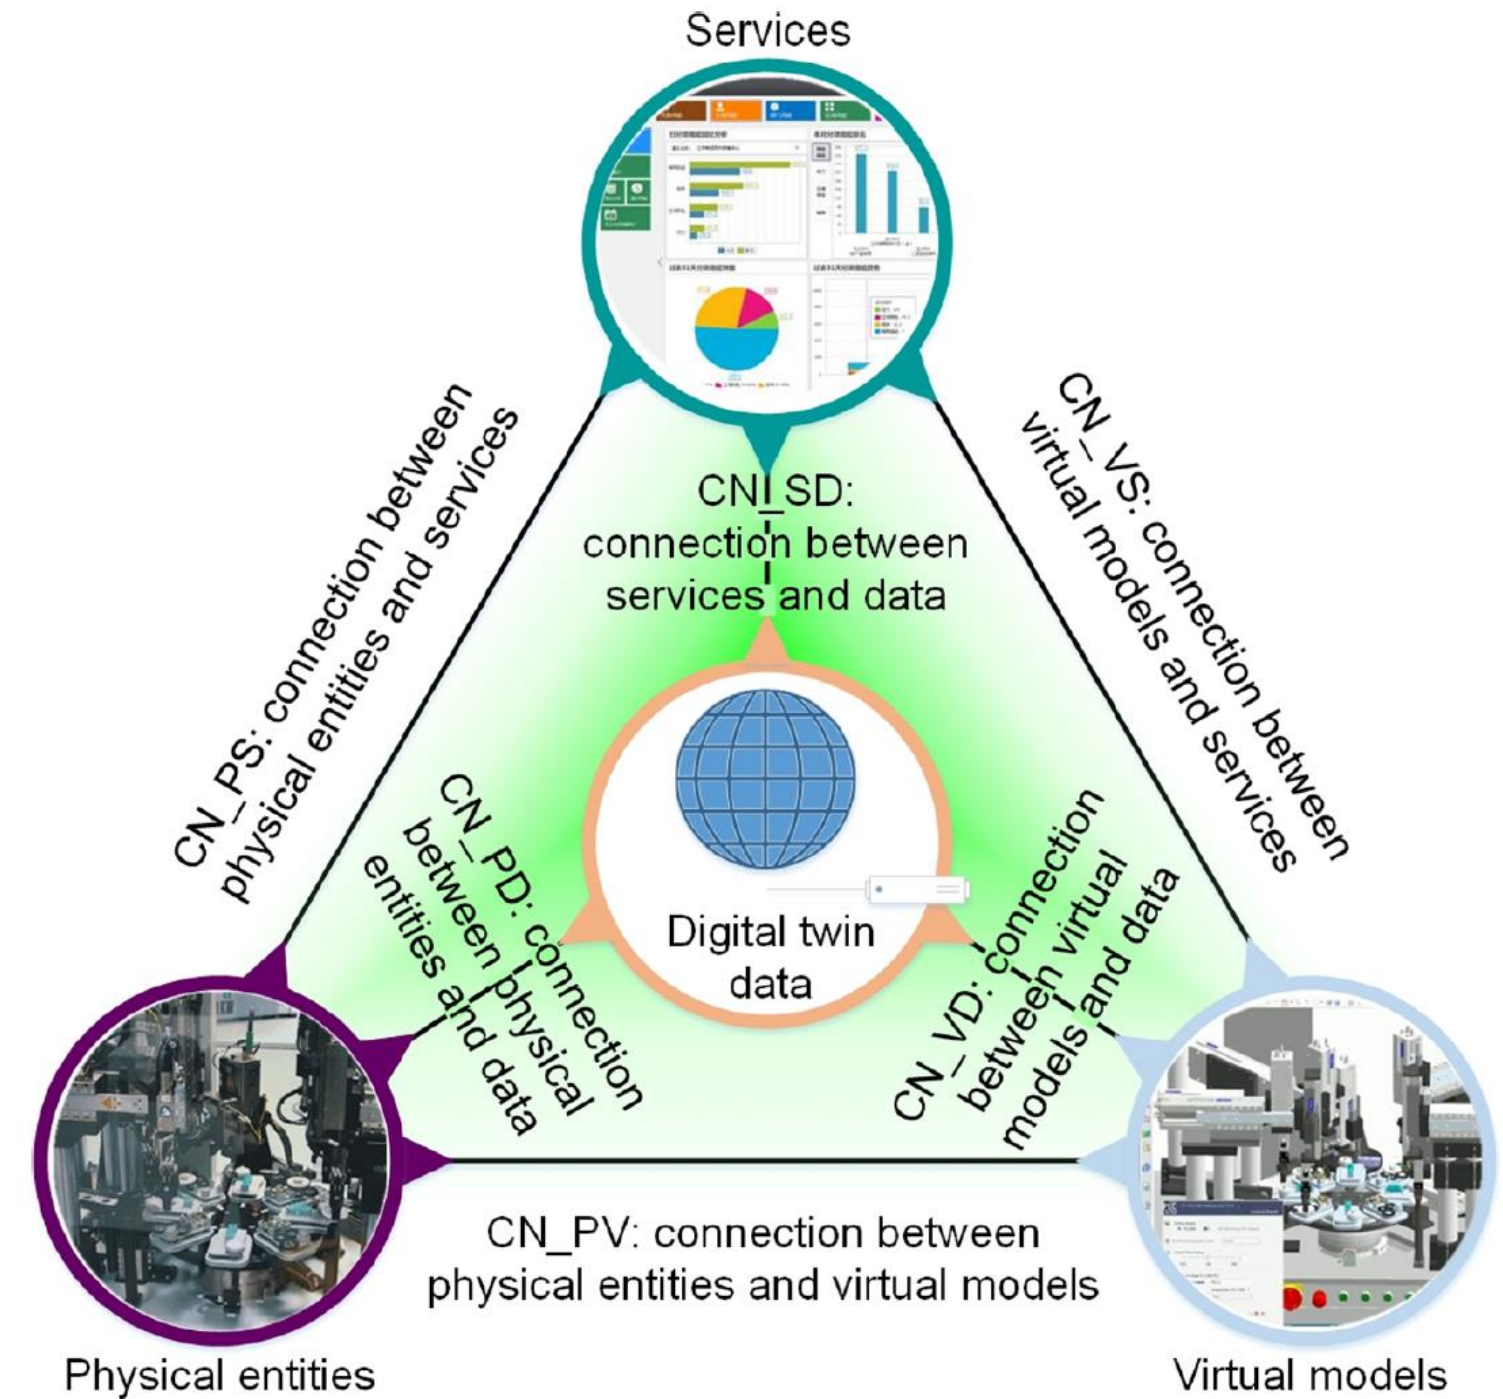 Services
CN_PS: connection between
physical entities and services
CN_VS: connection between
virtual models and services
CN_SD:
connection between
services and data
CN_PD: connection
between physical
entities and data
Digital twin
data
CN_VD: connection
between virtual
models and data
CN_PV: connection between
physical entities and virtual models
Physical entities
Virtual models